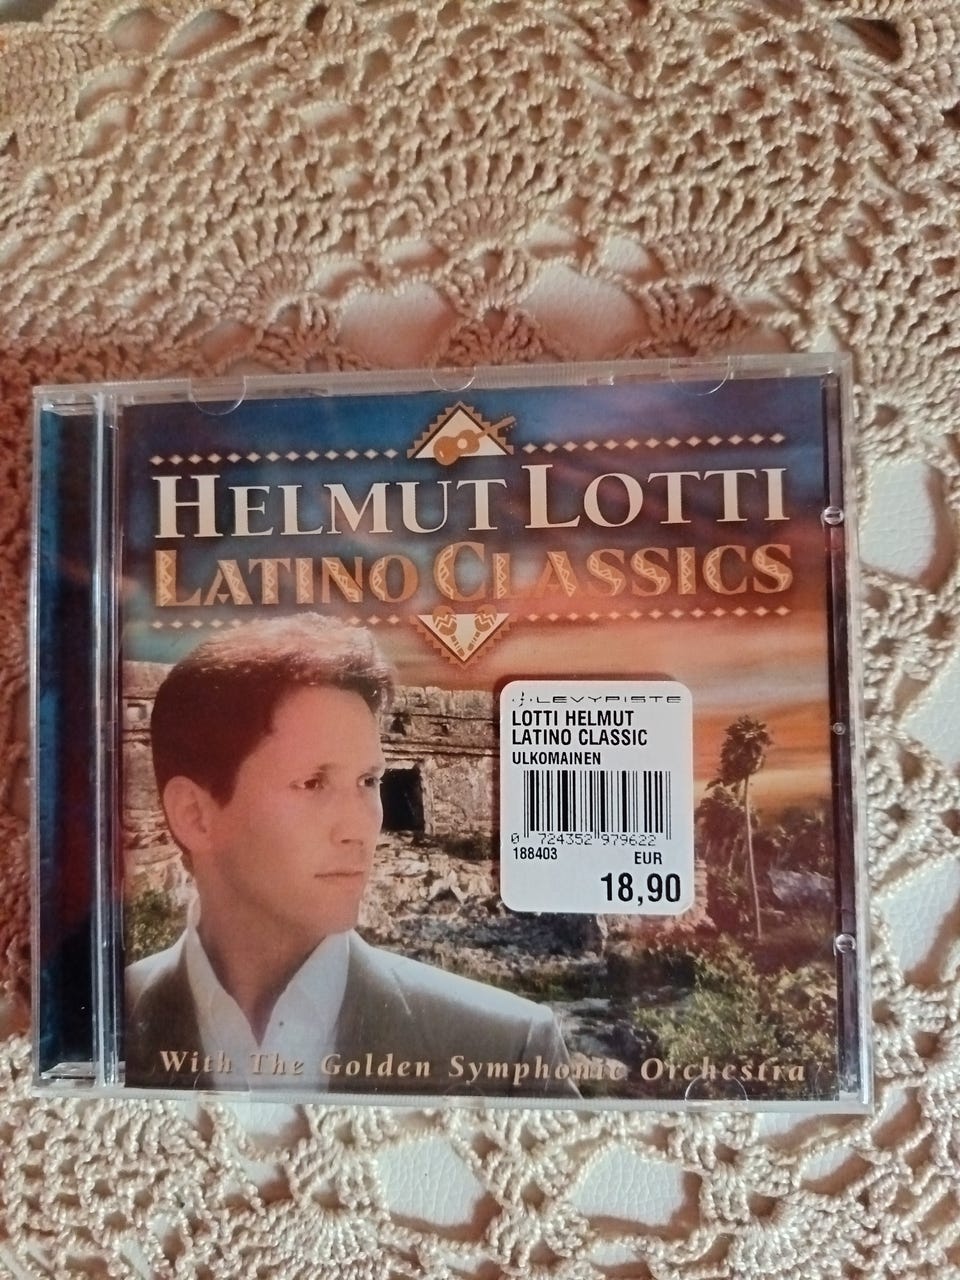 HELMUT LOTTI
LATINO CLASSICS
LEVYPISTE
LOTTI HELMUT
LATINO CLASSIC
ULKOMAINEN
0 724352 979622
188403 EUR
18,90
With The Golden Symphonic Orchestra